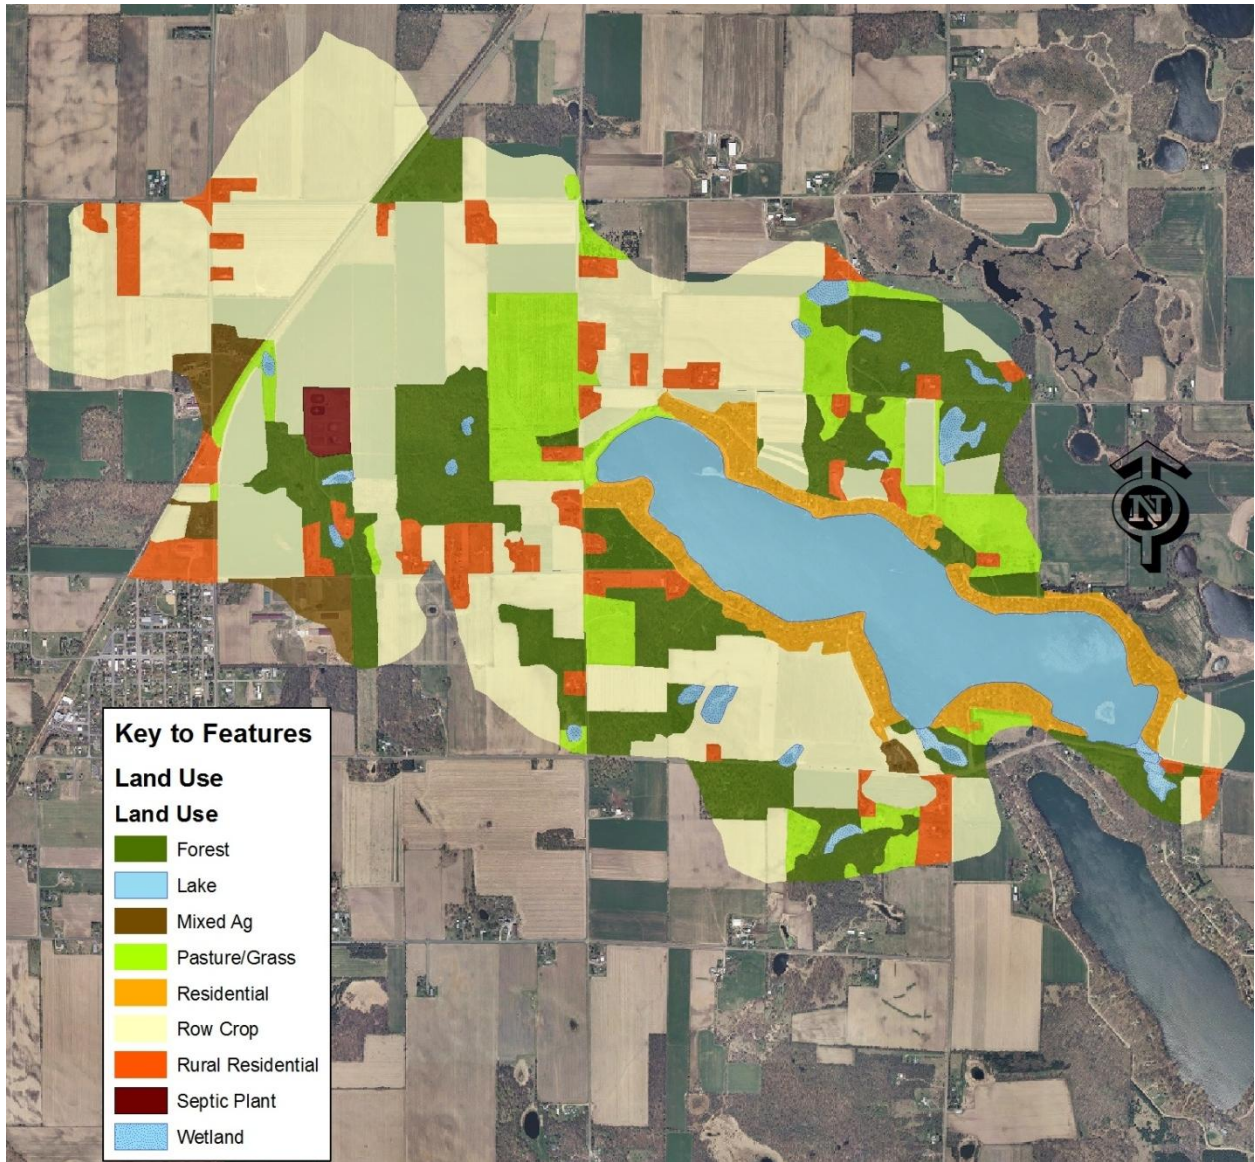 N
Key to Features
Land Use
Land Use
Forest
Lake
Mixed Ag
Pasture/Grass
Residential
Row Crop
Rural Residential
Septic Plant
Wetland